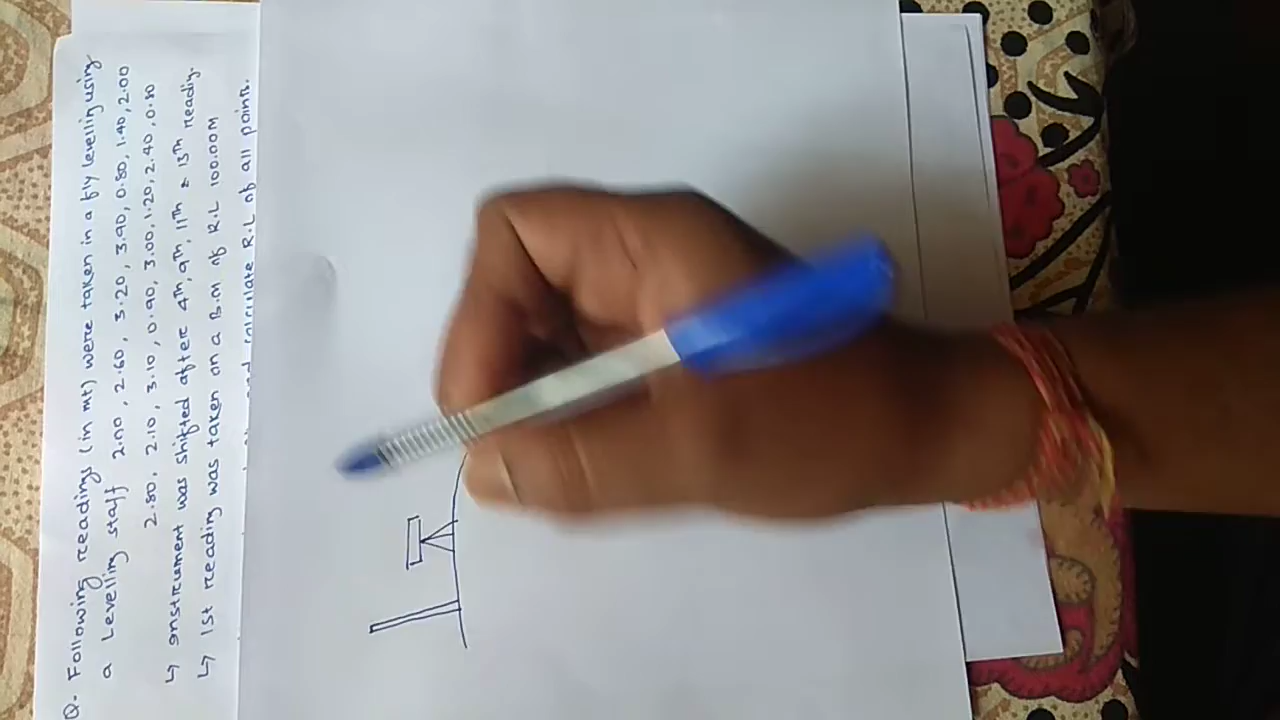 Q. Following readings (in mt) were taken in a fly levelling using
a Levelling staff 2.00, 2.60, 3.20, 3.90, 0.80, 1.40, 2.00
2.80, 2.10, 3.10, 0.90, 3.00, 1.20, 2.40, 0.80
↳ instrument was shifted after 4th, 9th, 11th & 13th reading.
↳ 1st reading was taken on a B.M of R.L 100.00M
calculate R.L of all points.